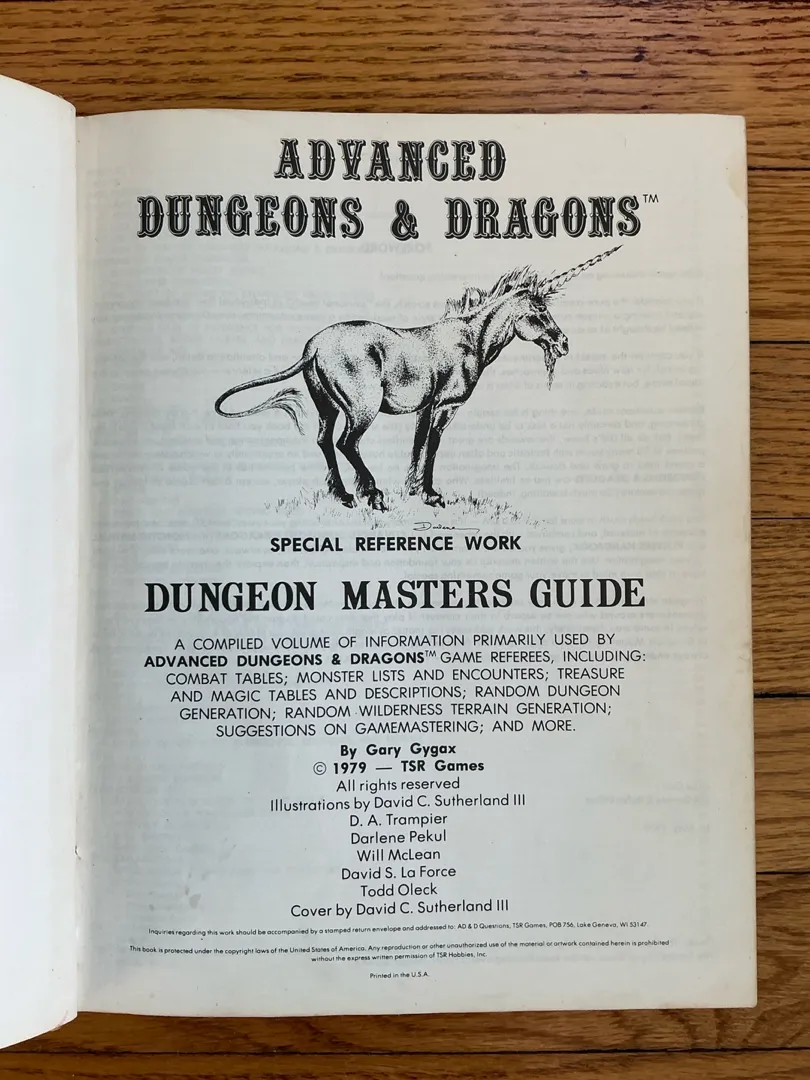 ADVANCED
DUNGEONS & DRAGONS™
Darlene
SPECIAL REFERENCE WORK
DUNGEON MASTERS GUIDE
A COMPILED VOLUME OF INFORMATION PRIMARILY USED BY
ADVANCED DUNGEONS & DRAGONS™ GAME REFEREES, INCLUDING:
COMBAT TABLES; MONSTER LISTS AND ENCOUNTERS; TREASURE
AND MAGIC TABLES AND DESCRIPTIONS; RANDOM DUNGEON
GENERATION; RANDOM WILDERNESS TERRAIN GENERATION;
SUGGESTIONS ON GAMEMASTERING; AND MORE.
By Gary Gygax
© 1979 — TSR Games
All rights reserved
Illustrations by David C. Sutherland III
D. A. Trampier
Darlene Pekul
Will McLean
David S. La Force
Todd Oleck
Cover by David C. Sutherland III
Inquiries regarding this work should be accompanied by a stamped return envelope and addressed to: AD & D Questions, TSR Games, POB 756, Lake Geneva, WI 53147.
This book is protected under the copyright laws of the United States of America. Any reproduction or other unauthorized use of the material or artwork contained herein is prohibited
without the express written permission of TSR Hobbies, Inc.
Printed in the U.S.A.